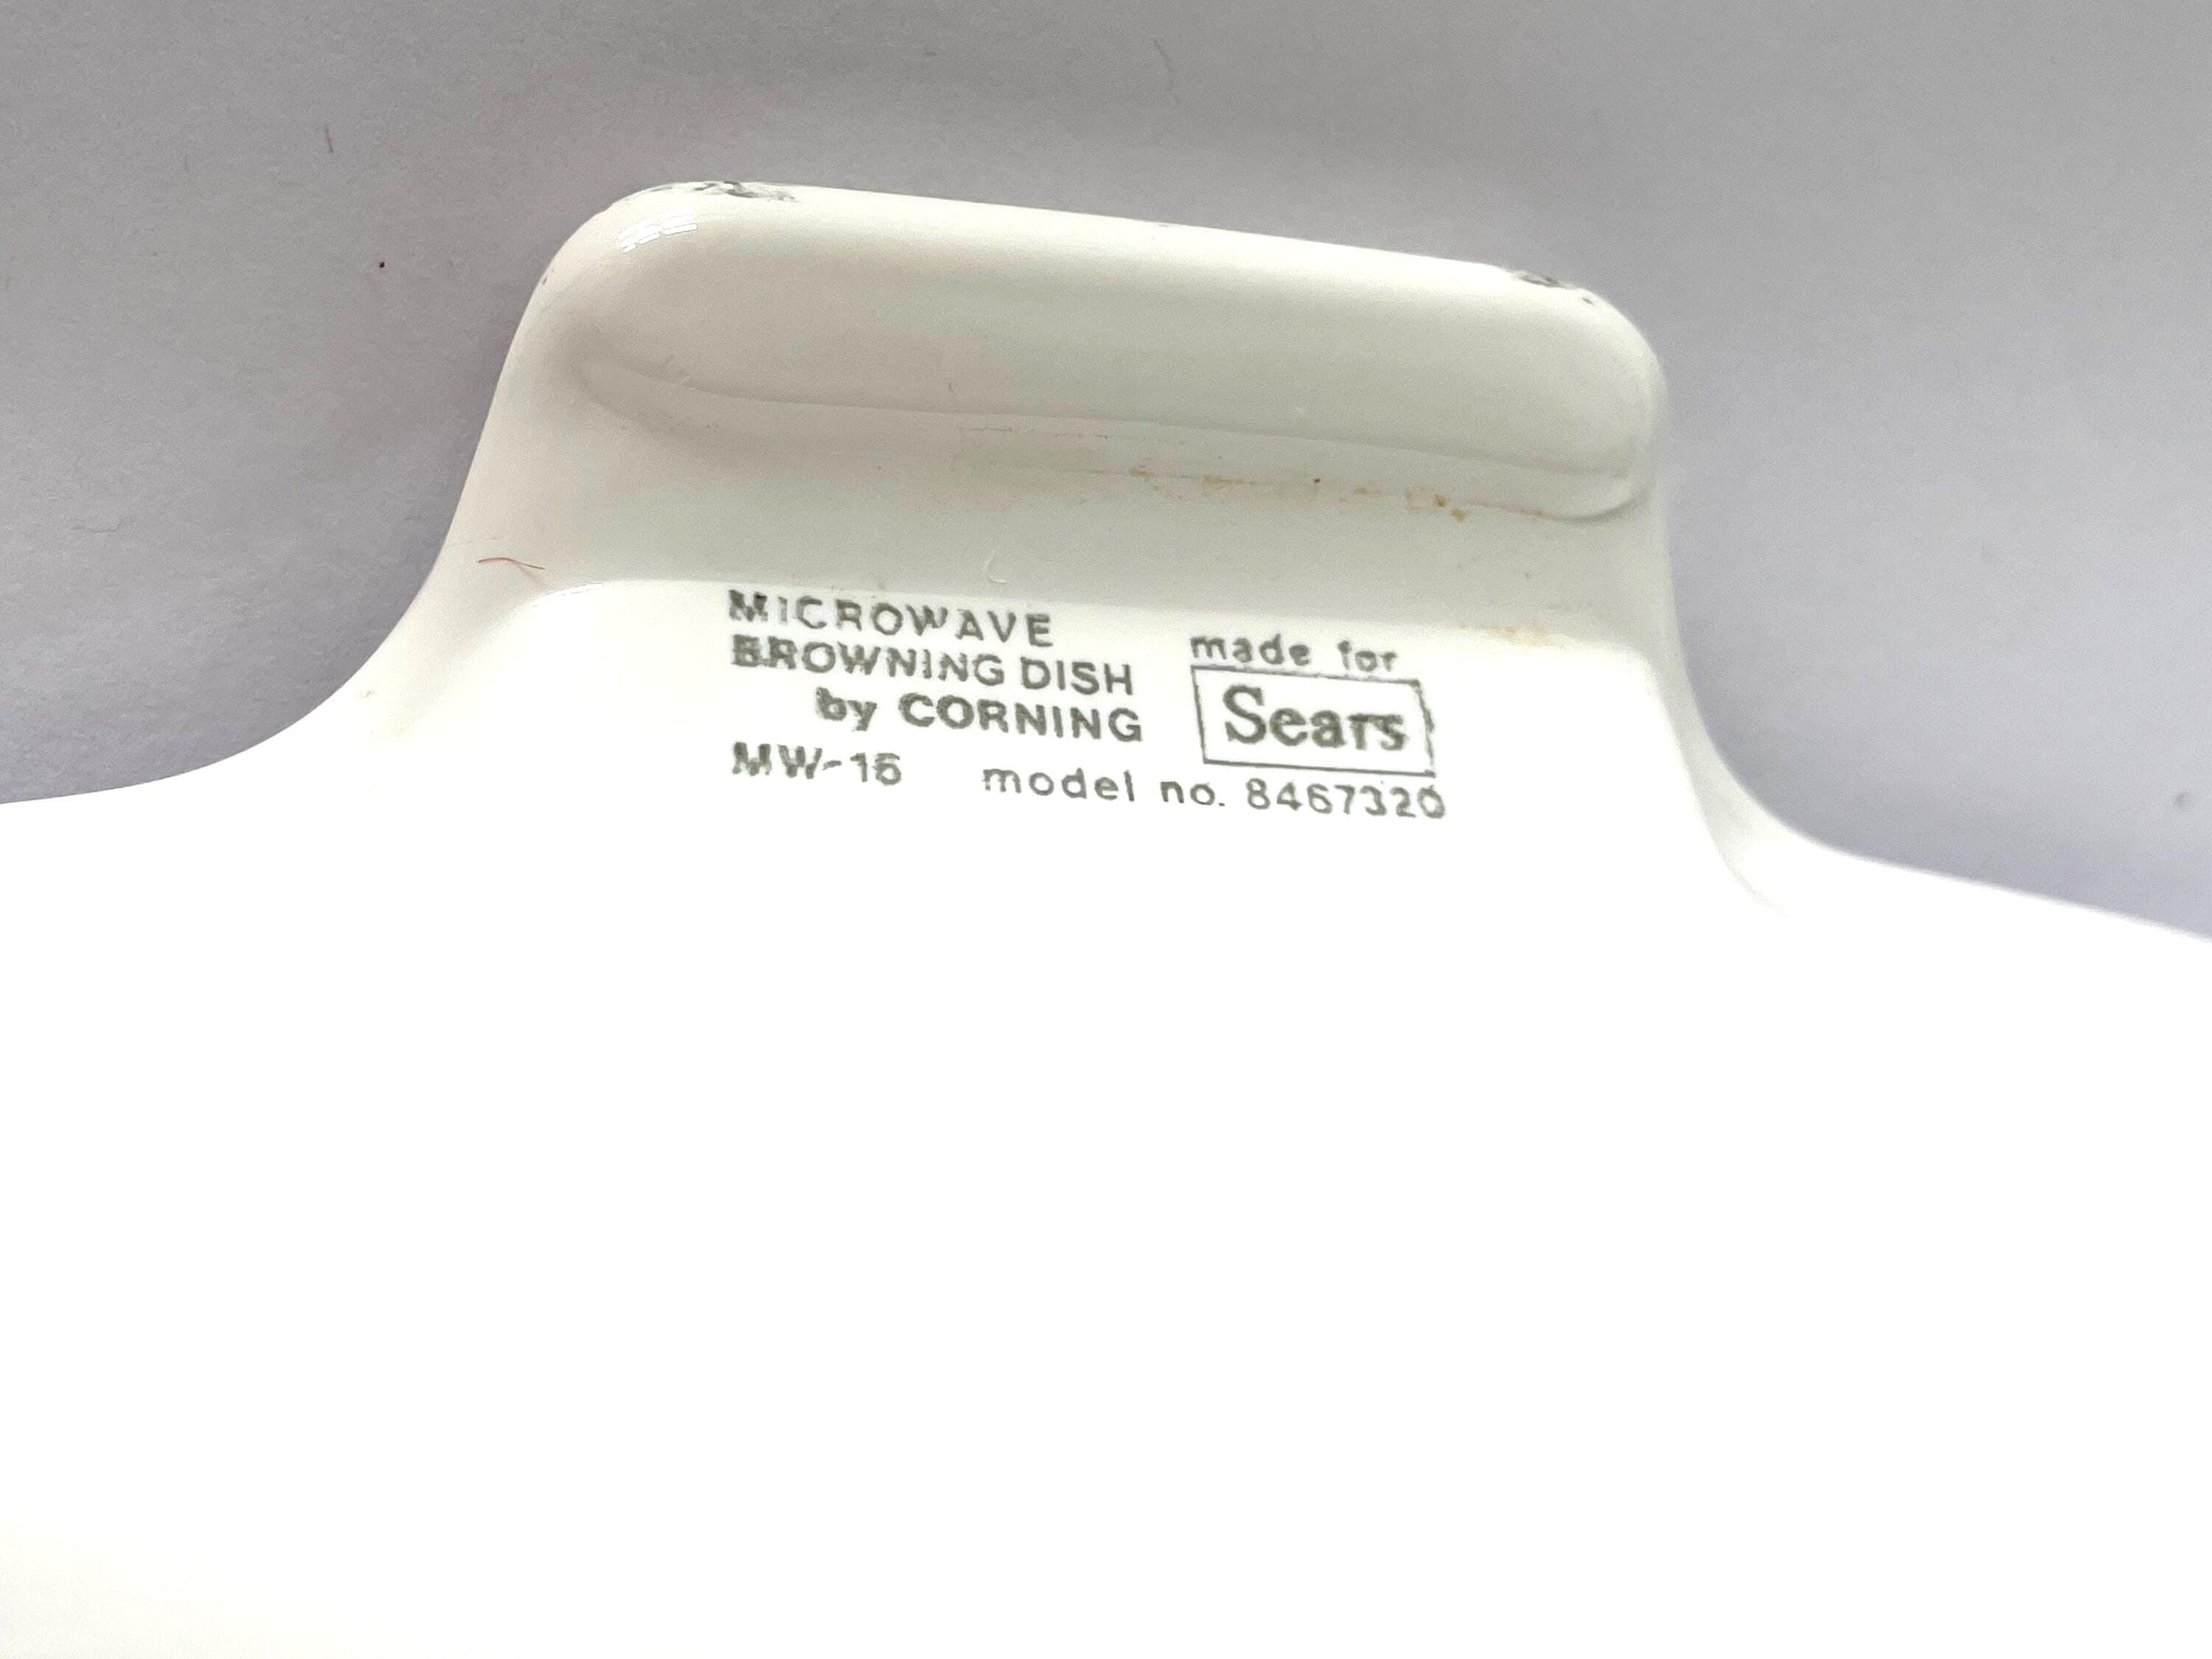 MICROWAVE
BROWNING DISH
by CORNING
MW-16
made for
Sears
model no. 8467320